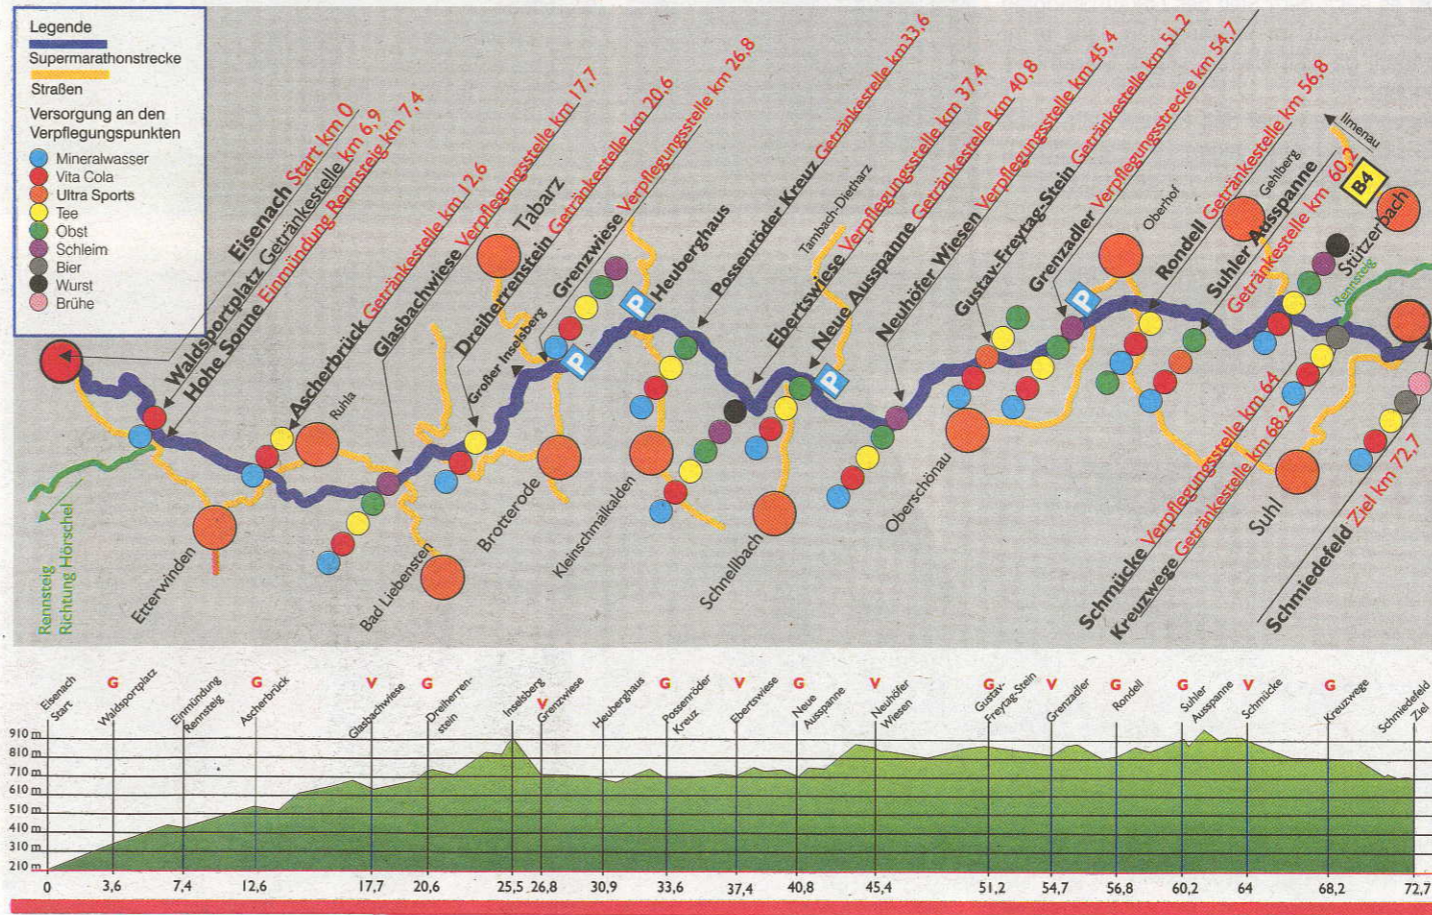 Legende
Supermarathonstrecke
Straßen
Versorgung an den
Verpflegungspunkten
Mineralwasser
Vita Cola
Ultra Sports
Tee
Obst
Schleim
Bier
Wurst
Brühe
Eisenach Start km 0
Waldsportplatz Getränkestelle km 6,9
Hohe Sonne Einmündung Rennsteig km 7,4
Ascherbrück Getränkestelle km 12,6
Ruhla
Glasbachwiese Verpflegungsstelle km 17,7
Tabarz
Dreiherrenstein Getränkestelle km 20,6
Großer Inselsberg
Grenzwiese Verpflegungsstelle km 26,8
P
P
Heuberghaus
Possenröder Kreuz Getränkestelle km33,6
Tambach-Dietharz
Ebertswiese Verpflegungsstelle km 37,4
Neue Ausspanne Getränkestelle km 40,8
P
Neuhöfer Wiesen Verpflegungsstelle km 45,4
Gustav-Freytag-Stein Getränkestelle km 51,2
Grenzadler Verpflegungsstrecke km 54,7
P
Oberhof
Rondell Getränkestelle km 56,8
Gehlberg
Suhler Ausspanne
Getränkestelle km 60,2
Ilmenau
B4
Stützerbach
Rennsteig
Rennsteig
Richtung Hörschel
Etterwinden
Bad Liebensten
Brotterode
Kleinschmalkalden
Schnellbach
Oberschönau
Schmücke Verpflegungsstelle km 64
Kreuzwege Getränkestelle km 68,2
Suhl
Schmiedefeld Ziel km 72,7
Eisenach
Start
G
Waldsportplatz
Einmündung
Rennsteig
G
Ascherbrück
V
Glasbachwiese
G
Dreiherren-
stein
Inselsberg
V
Grenzwiese
Heuberghaus
G
Possenröder
Kreuz
V
Ebertswiese
G
Neue
Ausspanne
V
Neuhöfer
Wiesen
G
Gustav-
Freytag-Stein
V
Grenzadler
G
Rondell
G
Suhler
Ausspanne
V
Schmücke
G
Kreuzwege
Schmiedefeld
Ziel
910 m
810 m
710 m
610 m
510 m
410 m
310 m
210 m
0 3,6 7,4 12,6 17,7 20,6 25,5 26,8 30,9 33,6 37,4 40,8 45,4 51,2 54,7 56,8 60,2 64 68,2 72,7